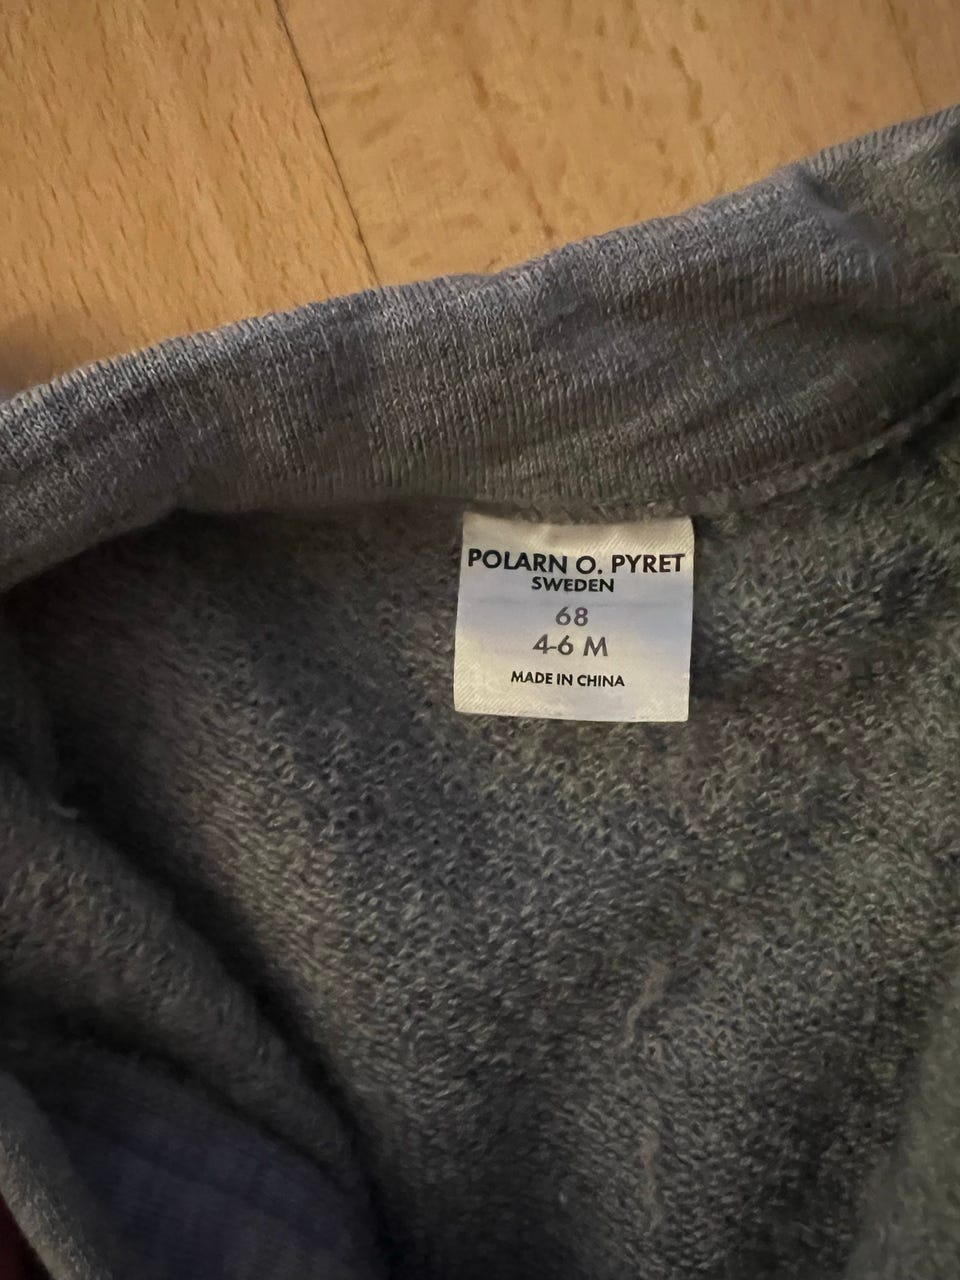 POLARN O. PYRET
SWEDEN
68
4-6 M
MADE IN CHINA